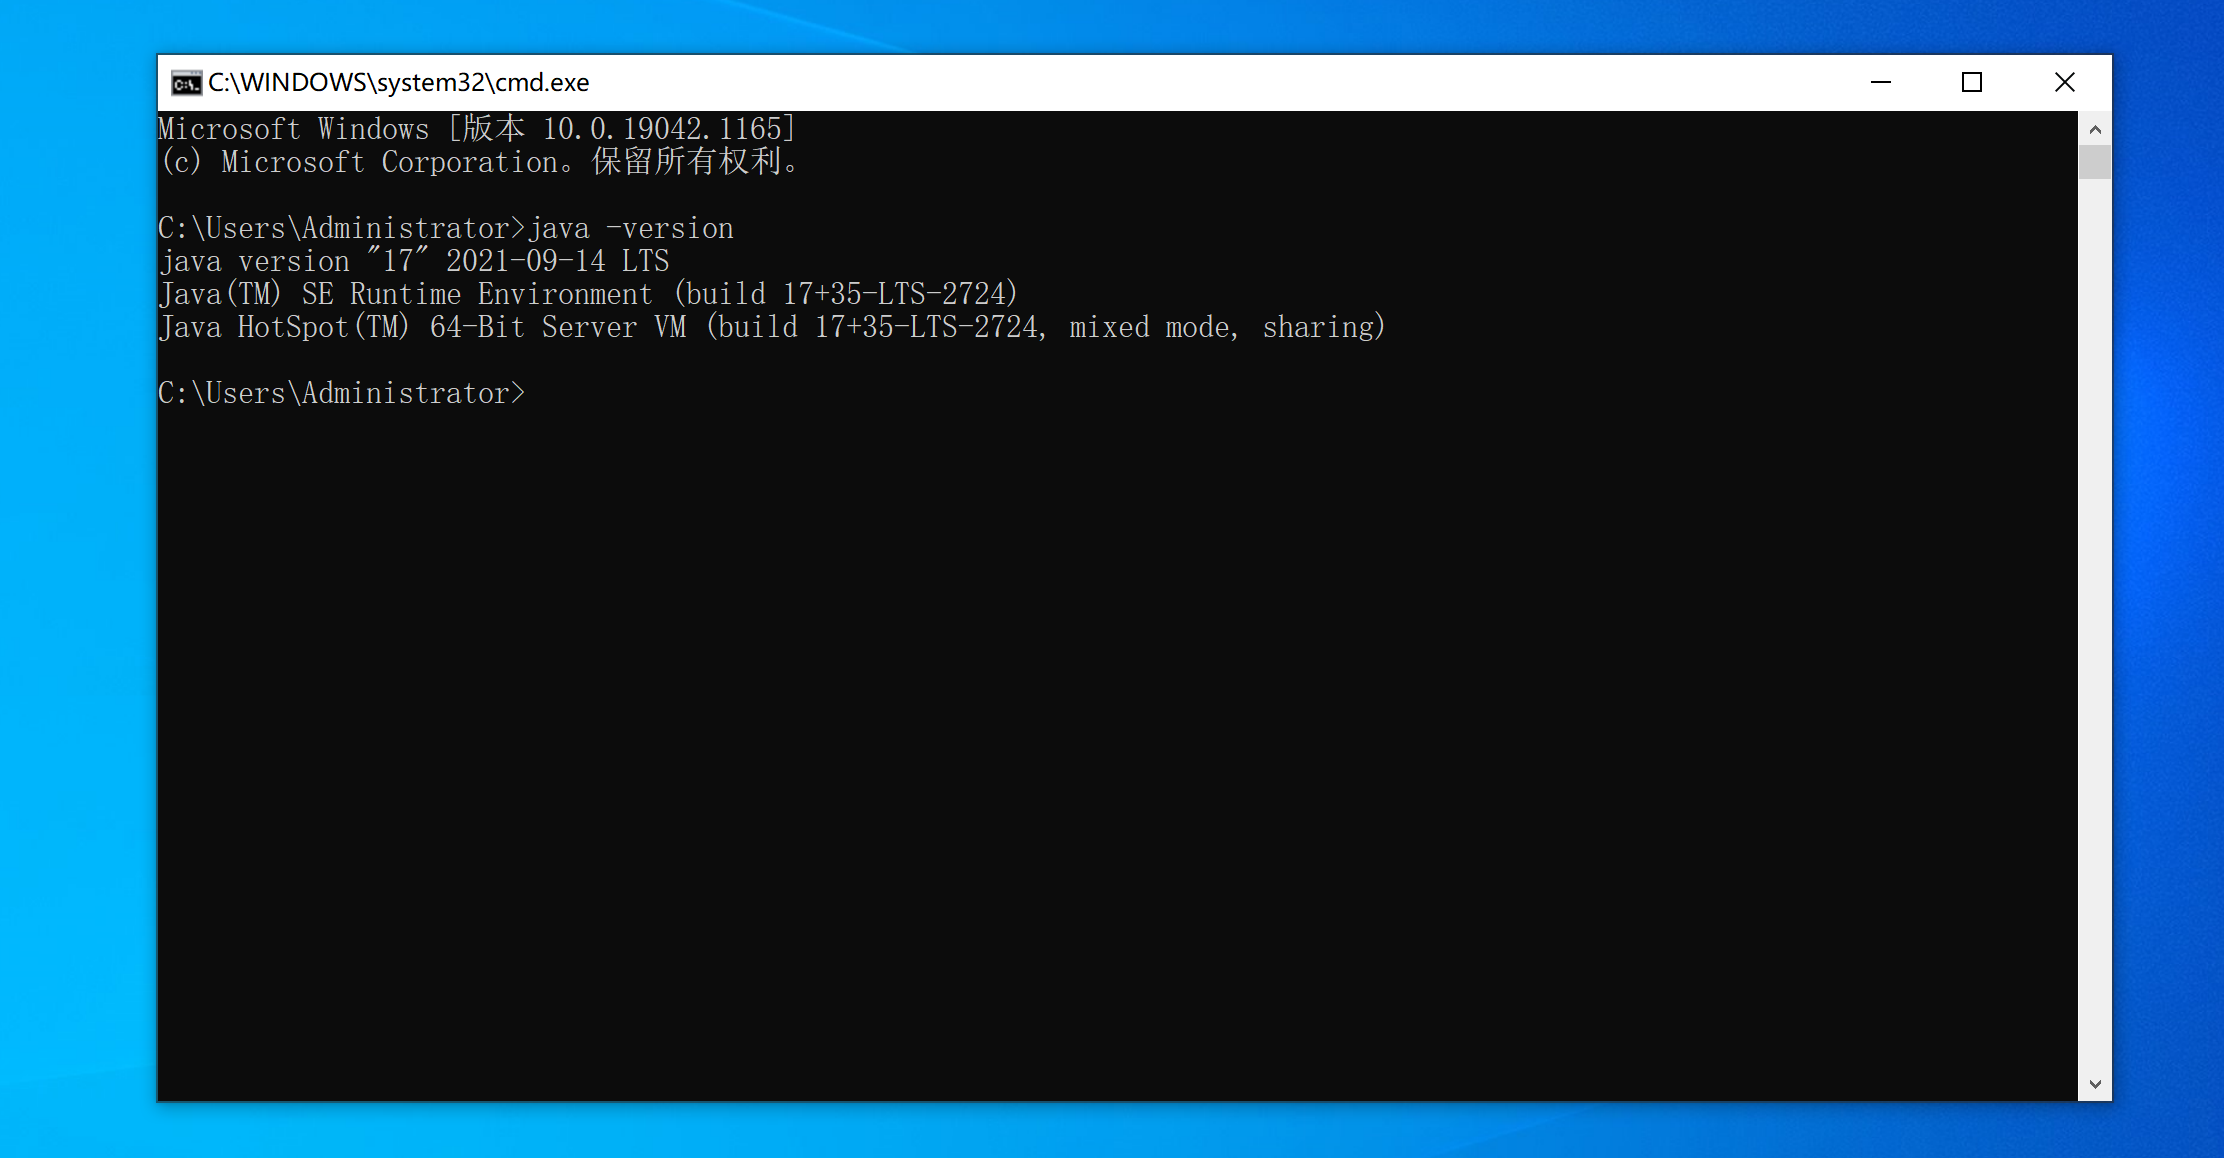 C:\WINDOWS\system32\cmd.exe
Microsoft Windows [版本 10.0.19042.1165]
(c) Microsoft Corporation。保留所有权利。
C:\Users\Administrator>java -version
java version "17" 2021-09-14 LTS
Java(TM) SE Runtime Environment (build 17+35-LTS-2724)
Java HotSpot(TM) 64-Bit Server VM (build 17+35-LTS-2724, mixed mode, sharing)
C:\Users\Administrator>